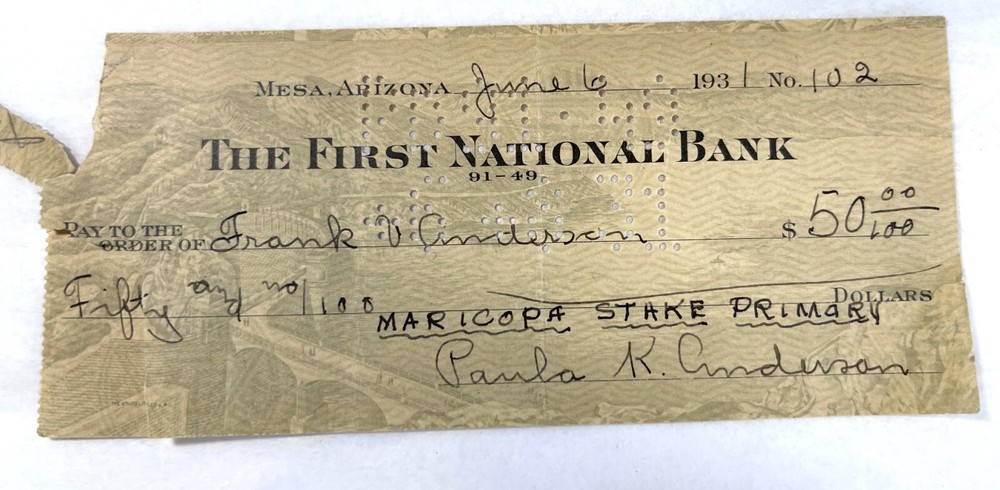 MESA, ARIZONA June 6 1931 No. 102
THE FIRST NATIONAL BANK
91-49
PAY TO THE
ORDER OF Frank V Anderson $ 50 00/100
Fifty and no/100 DOLLARS
MARICOPA STAKE PRIMARY
Paula K. Anderson